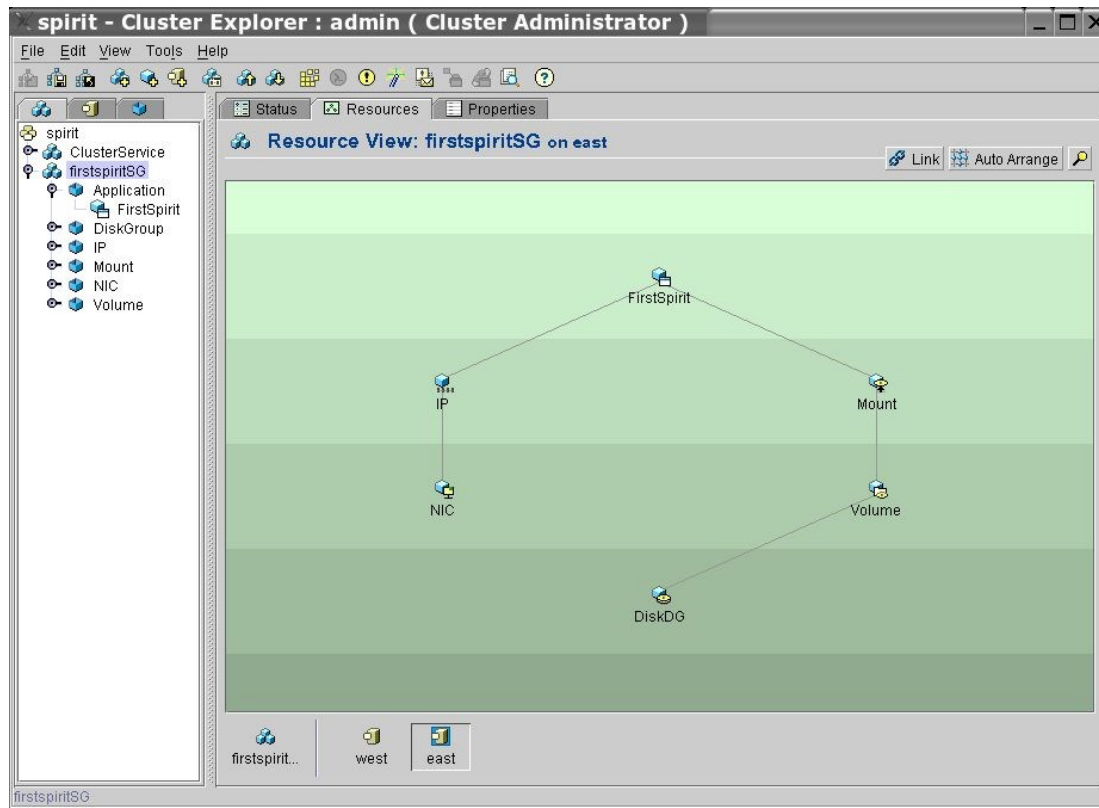 spirit - Cluster Explorer : admin ( Cluster Administrator )
File Edit View Tools Help
Status Resources Properties
spirit
ClusterService
firstspiritSG
Application
FirstSpirit
DiskGroup
IP
Mount
NIC
Volume
Resource View: firstspiritSG on east
Link Auto Arrange
FirstSpirit
IP
Mount
NIC
Volume
DiskDG
firstspirit... west east
firstspiritSG